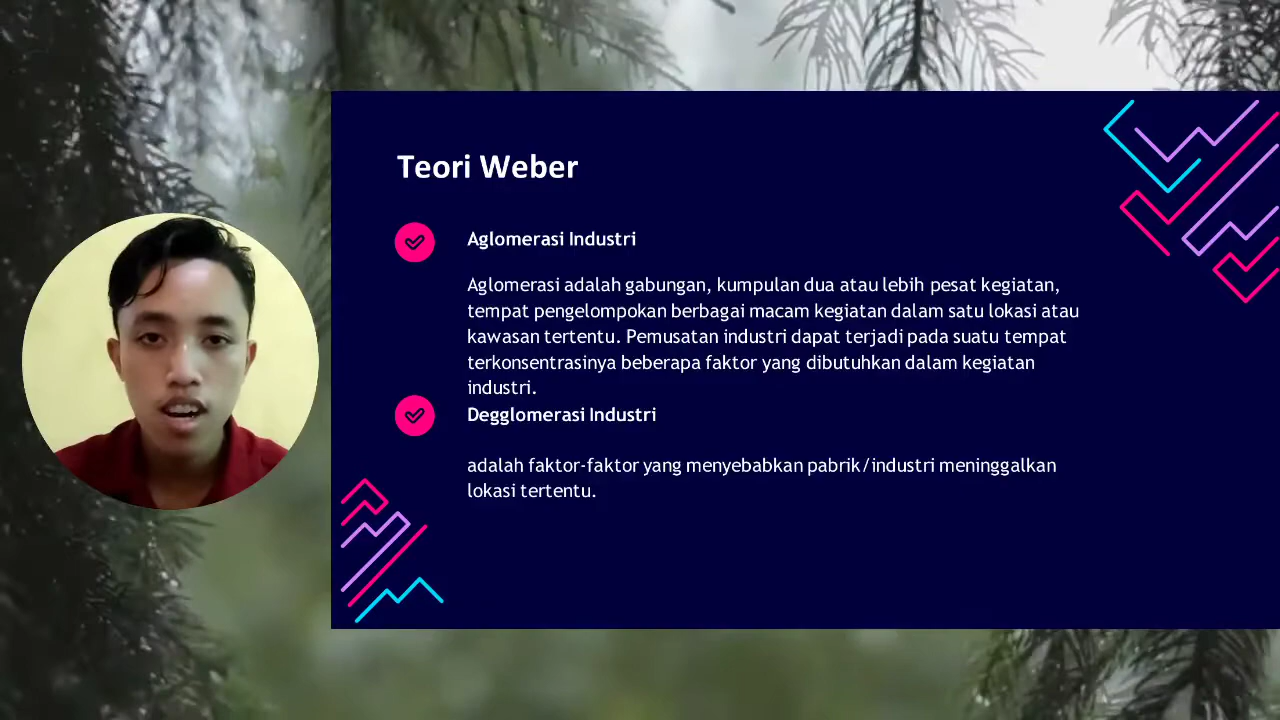 Teori Weber
Aglomerasi Industri
Aglomerasi adalah gabungan, kumpulan dua atau lebih pesat kegiatan,
tempat pengelompokan berbagai macam kegiatan dalam satu lokasi atau
kawasan tertentu. Pemusatan industri dapat terjadi pada suatu tempat
terkonsentrasinya beberapa faktor yang dibutuhkan dalam kegiatan
industri.
Degglomerasi Industri
adalah faktor-faktor yang menyebabkan pabrik/industri meninggalkan
lokasi tertentu.